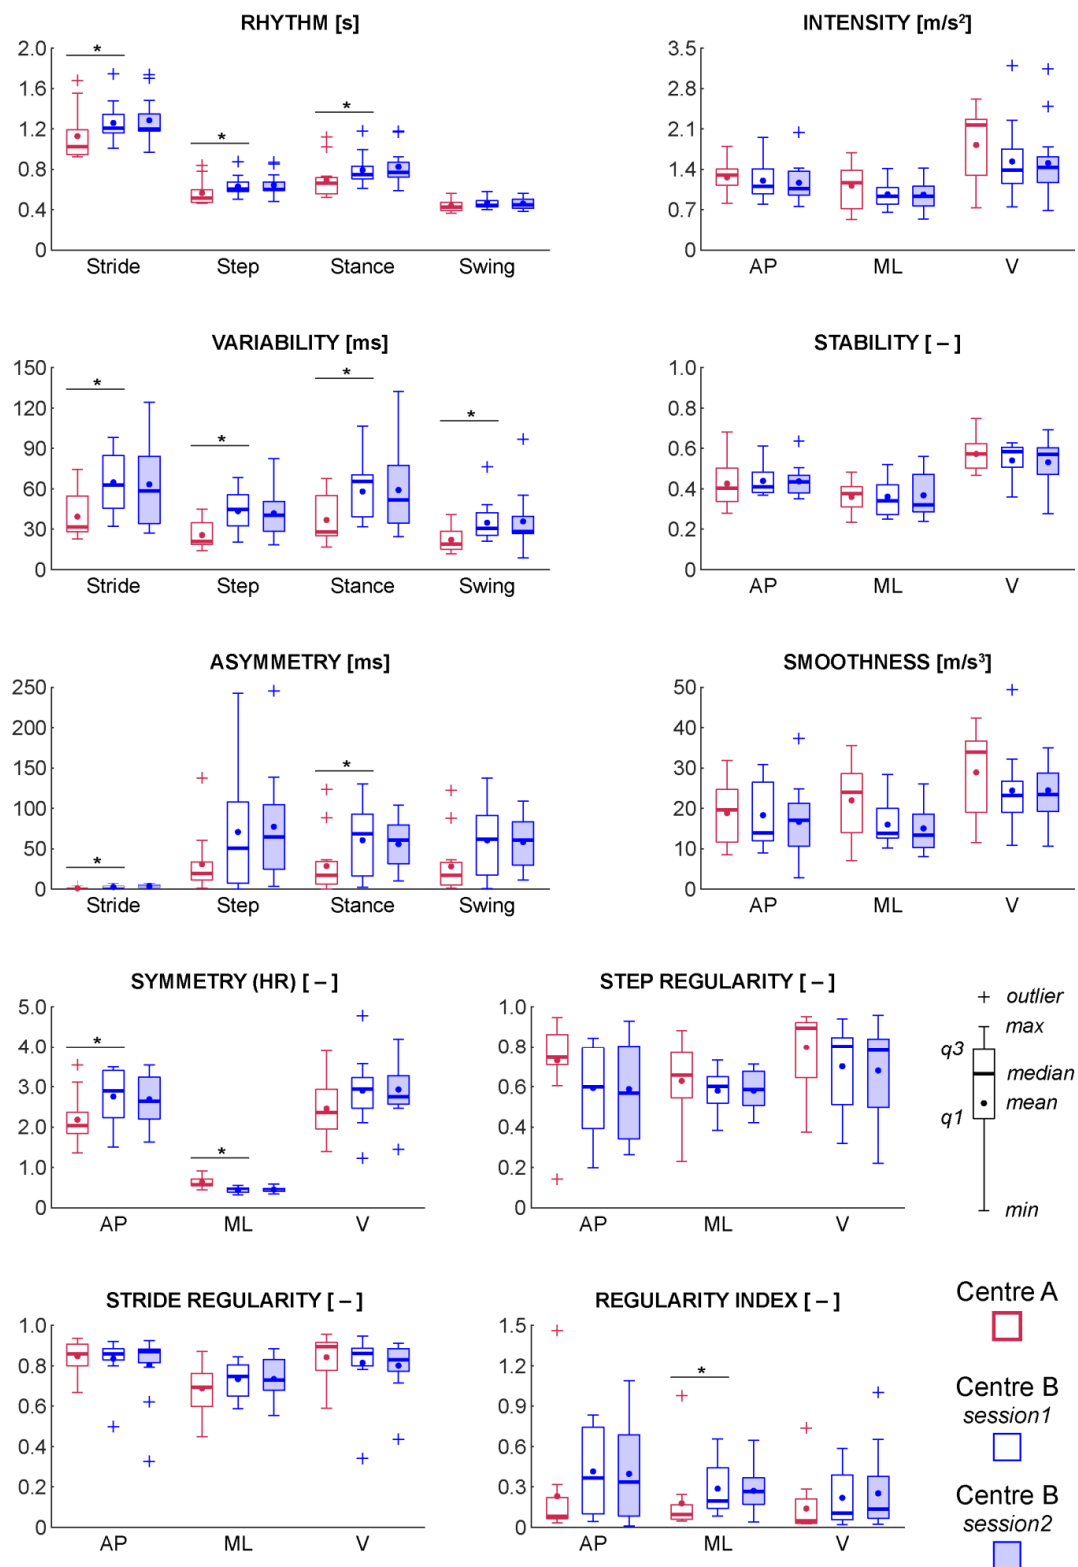 RHYTHM [s]
2.0
1.6
1.2
0.8
0.4
0
*
*
*
Stride Step Stance Swing
INTENSITY [m/s²]
3.5
2.8
2.1
1.4
0.7
0
AP ML V
VARIABILITY [ms]
150
120
90
60
30
0
*
*
*
*
Stride Step Stance Swing
STABILITY [ – ]
1.0
0.8
0.6
0.4
0.2
0
AP ML V
ASYMMETRY [ms]
250
200
150
100
50
0
*
*
Stride Step Stance Swing
SMOOTHNESS [m/s³]
50
40
30
20
10
0
AP ML V
SYMMETRY (HR) [ – ]
5.0
4.0
3.0
2.0
1.0
0
*
*
AP ML V
STEP REGULARITY [ – ]
1.0
0.8
0.6
0.4
0.2
0
AP ML V
outlier
max
q3
median
mean
q1
min
STRIDE REGULARITY [ – ]
1.0
0.8
0.6
0.4
0.2
0
AP ML V
REGULARITY INDEX [ – ]
1.5
1.2
0.9
0.6
0.3
0
*
AP ML V
Centre A
Centre B
session1
Centre B
session2